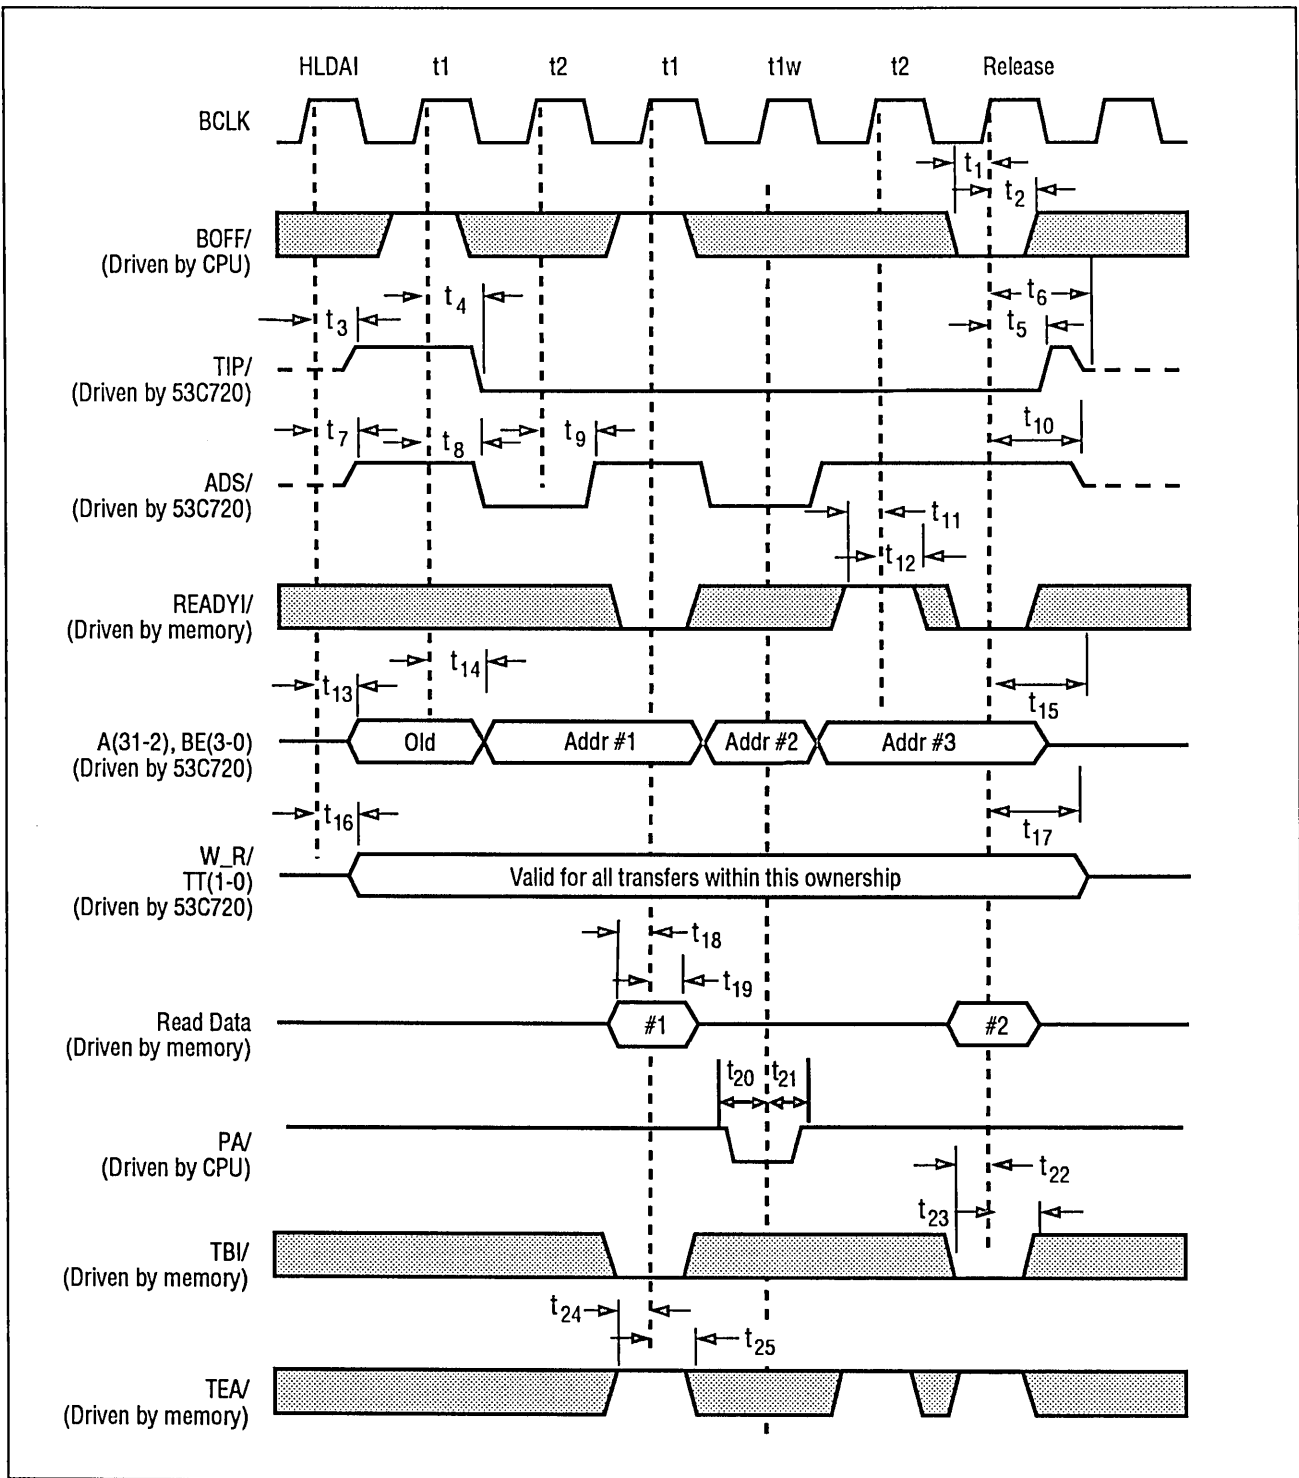 HLDAI t1 t2 t1 t1w t2 Release
BCLK
t1
t2
BOFF/
(Driven by CPU)
t6
t4
t3 t5
TIP/
(Driven by 53C720)
t10
t7 t8 t9
ADS/
(Driven by 53C720)
t11
t12
READYI/
(Driven by memory)
t14
t13
t15
A(31-2), BE(3-0) Old Addr #1 Addr #2 Addr #3
(Driven by 53C720)
t16
t17
W_R/
TT(1-0) Valid for all transfers within this ownership
(Driven by 53C720)
t18
t19
Read Data #1 #2
(Driven by memory)
t20 t21
PA/
(Driven by CPU)
t22
t23
TBI/
(Driven by memory)
t24
t25
TEA/
(Driven by memory)